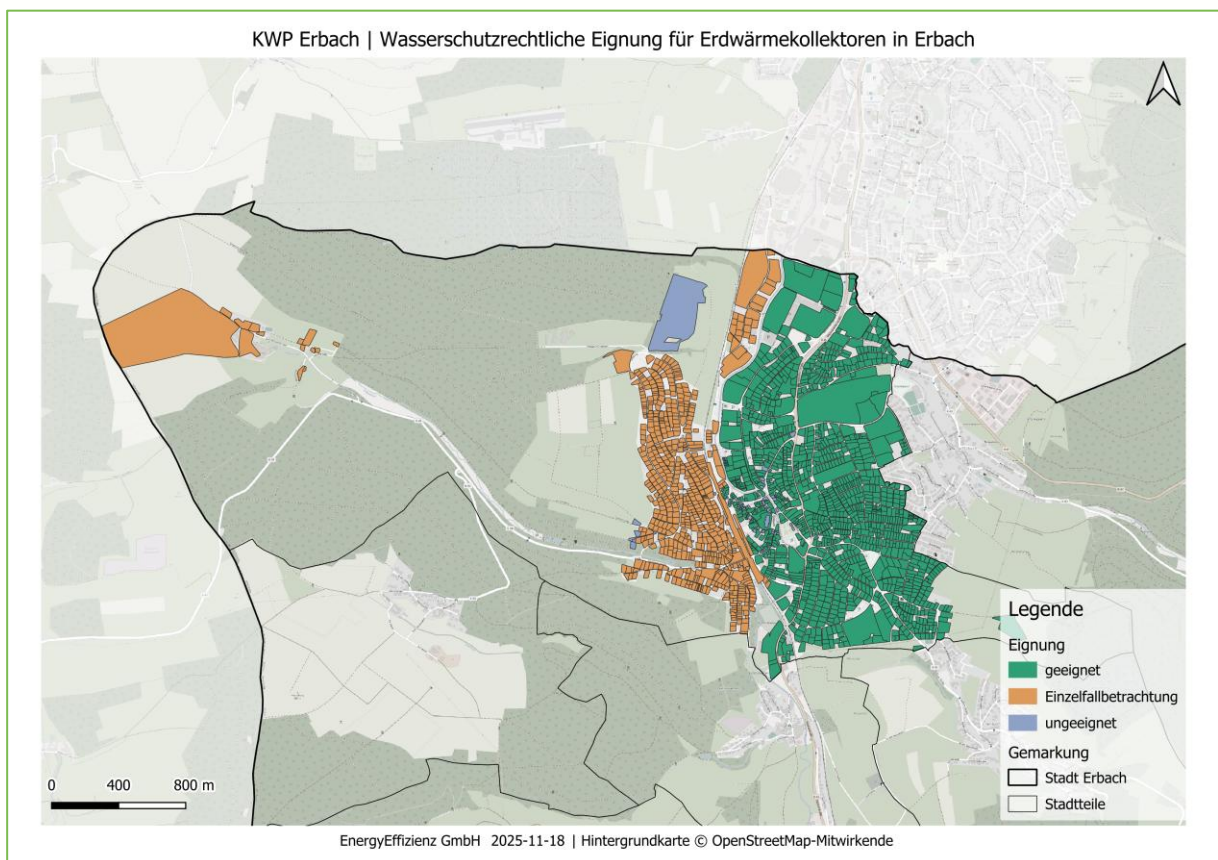 KWP Erbach | Wasserschutzrechtliche Eignung für Erdwärmekollektoren in Erbach
Legende
Eignung
geeignet
Einzelfallbetrachtung
ungeeignet
Gemarkung
Stadt Erbach
Stadtteile
0 400 800 m
EnergyEffizienz GmbH 2025-11-18 | Hintergrundkarte © OpenStreetMap-Mitwirkende